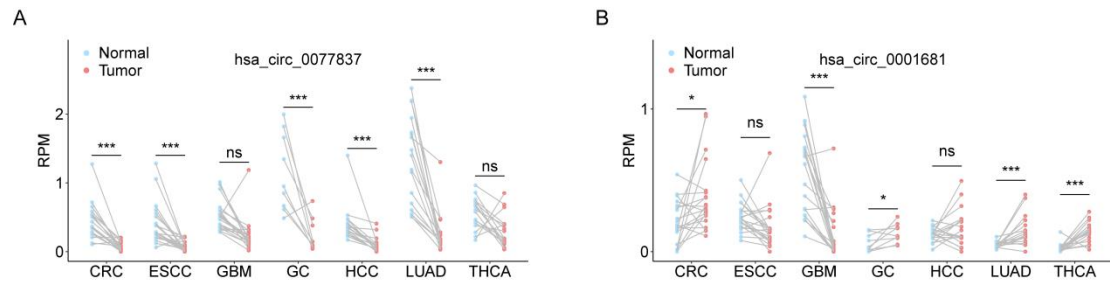 A
hsa_circ_0077837
Normal
Tumor
*** *** ns *** *** *** ns
RPM
2
1
0
CRC ESCC GBM GC HCC LUAD THCA
B
hsa_circ_0001681
Normal
Tumor
* ns *** * ns *** ***
RPM
1
0
CRC ESCC GBM GC HCC LUAD THCA